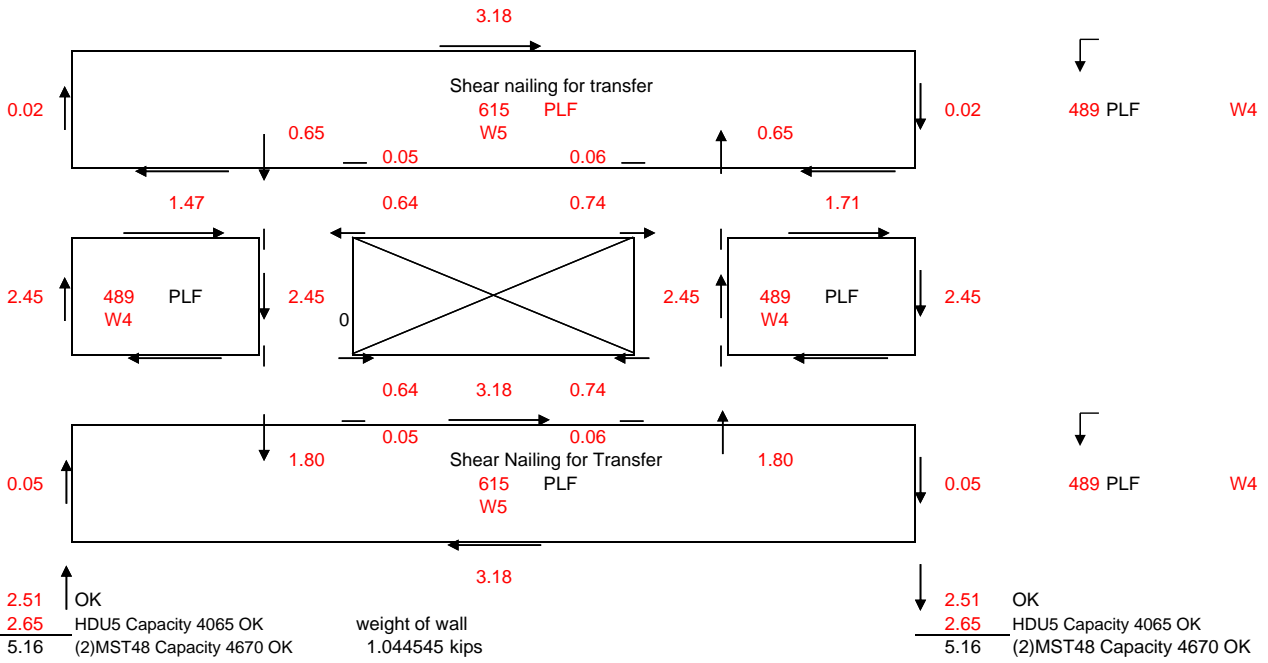 3.18
Shear nailing for transfer
0.02 615 PLF 0.02 489 PLF W4
0.65 W5 0.65
0.05 0.06
1.47 0.64 0.74 1.71
2.45 489 PLF 2.45 2.45 489 PLF 2.45
W4 0 W4
0.64 3.18 0.74
0.05 0.06
1.80 Shear Nailing for Transfer 1.80
0.05 615 PLF 0.05 489 PLF W4
W5
3.18
2.51 OK 2.51 OK
2.65 HDU5 Capacity 4065 OK weight of wall 2.65 HDU5 Capacity 4065 OK
5.16 (2)MST48 Capacity 4670 OK 1.044545 kips 5.16 (2)MST48 Capacity 4670 OK